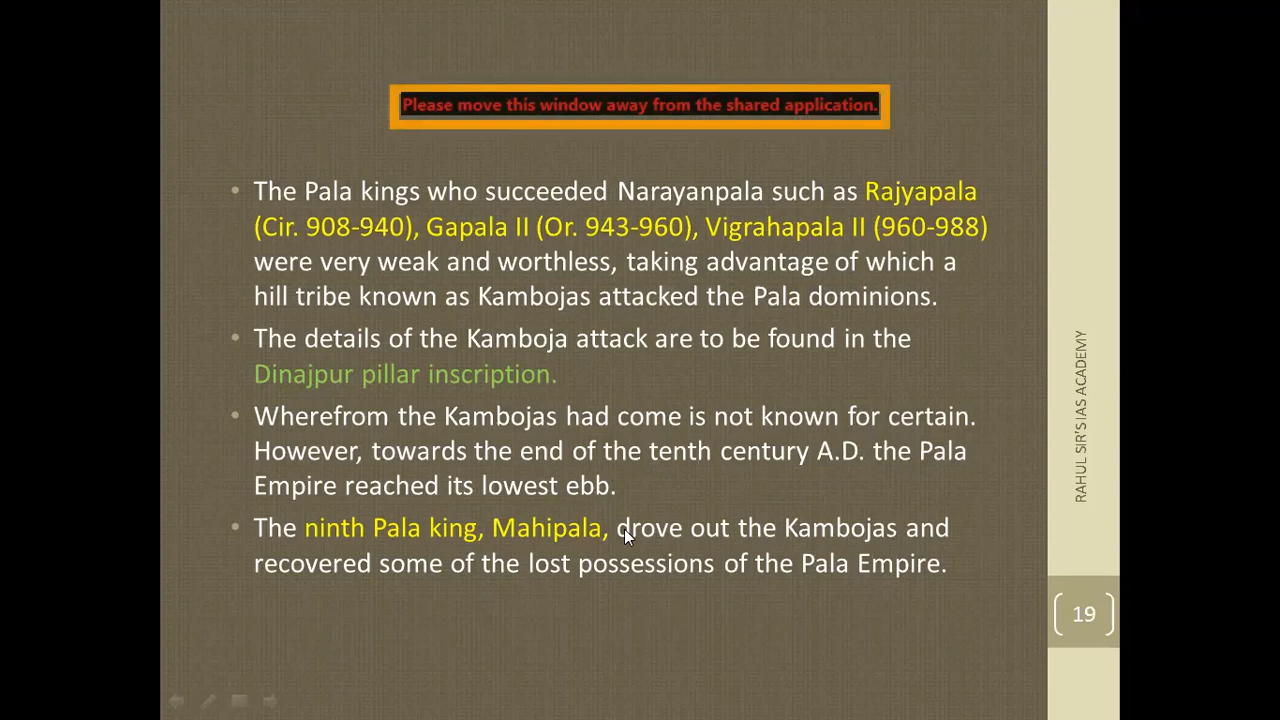 Please move this window away from the shared application.
• The Pala kings who succeeded Narayanpala such as Rajyapala
(Cir. 908-940), Gapala II (Or. 943-960), Vigrahapala II (960-988)
were very weak and worthless, taking advantage of which a
hill tribe known as Kambojas attacked the Pala dominions.
• The details of the Kamboja attack are to be found in the
Dinajpur pillar inscription.
• Wherefrom the Kambojas had come is not known for certain.
However, towards the end of the tenth century A.D. the Pala
Empire reached its lowest ebb.
• The ninth Pala king, Mahipala, drove out the Kambojas and
recovered some of the lost possessions of the Pala Empire.
RAHUL SIR'S IAS ACADEMY
19